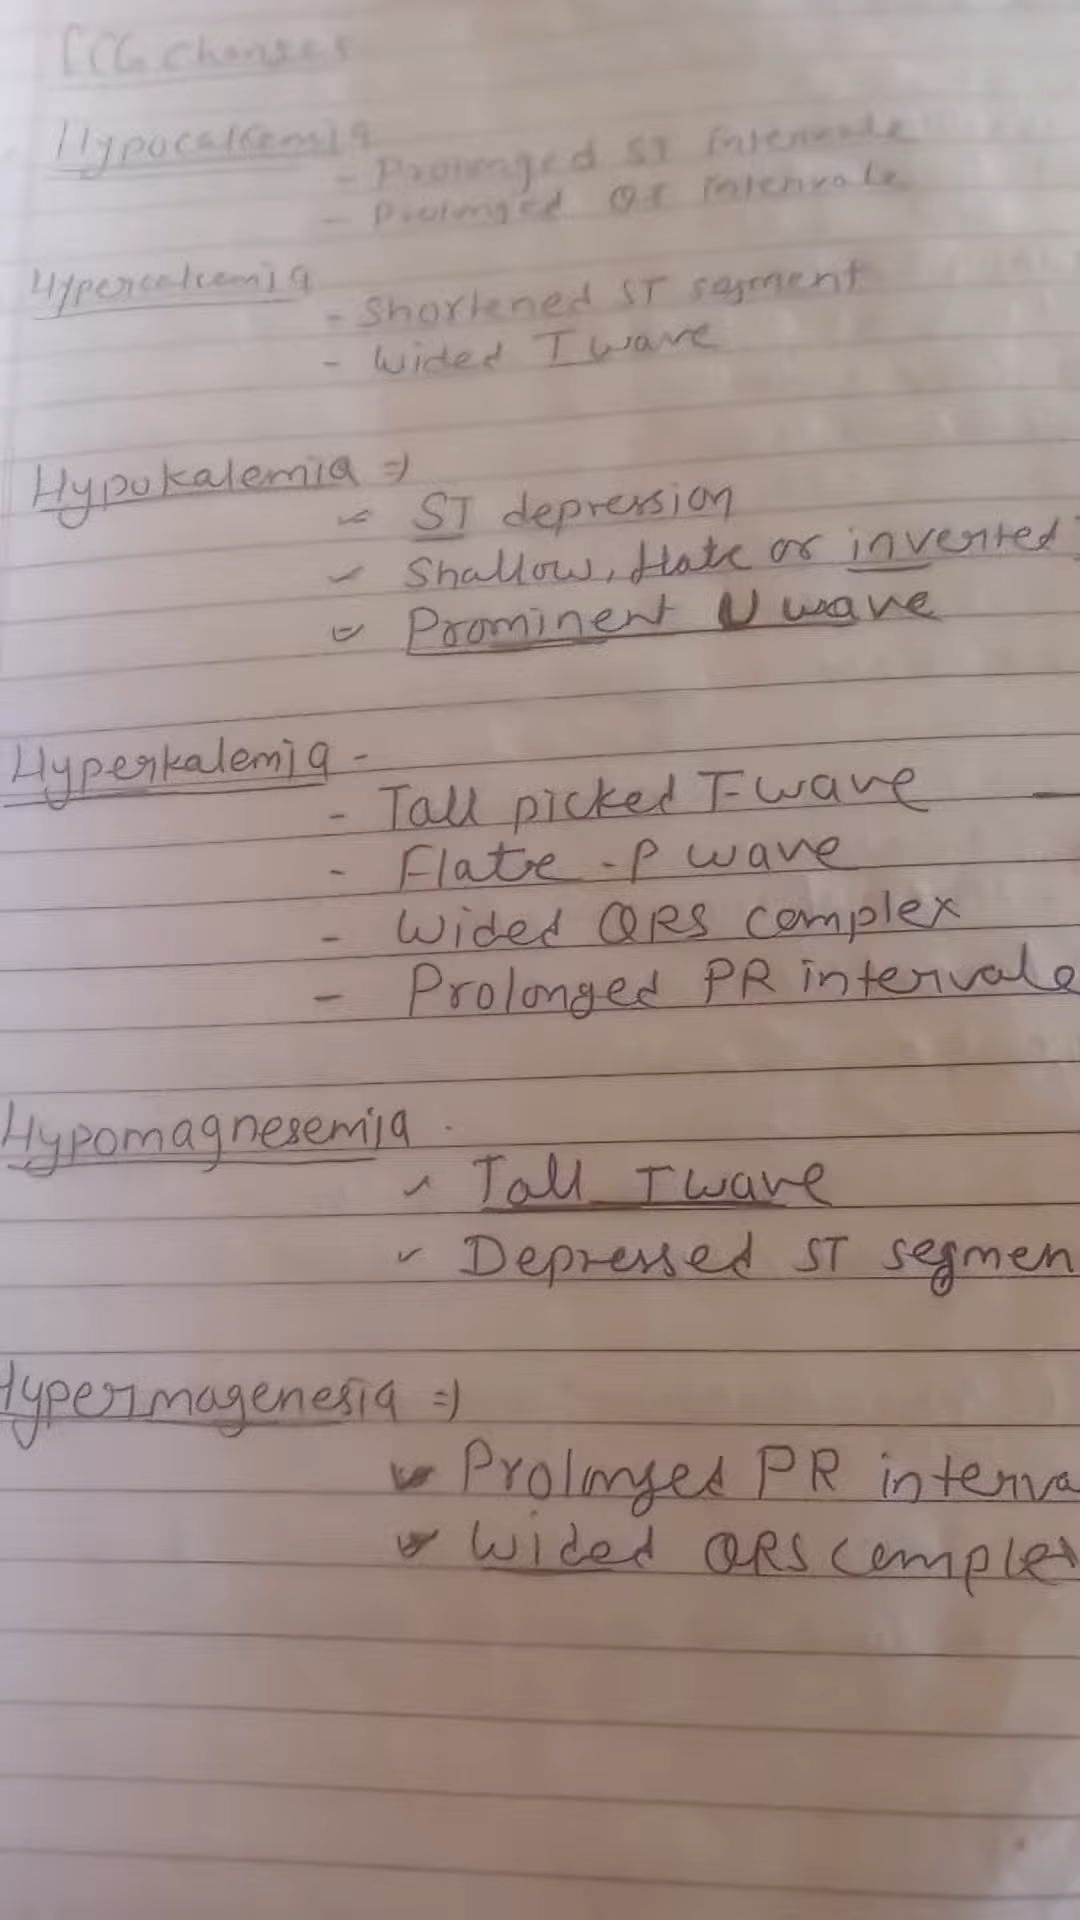 ECG changes
Hypocalcemia
- Prolonged ST intervale
- Prolonged QT intervale
Hypercalcemia
- Shortened ST segment
- Wided T wave
Hypokalemia =)
ST depression
Shallow, flate or inverted
Prominent U wave
Hyperkalemia -
- Tall picked T-wave
- Flate - P wave
- Wided QRS complex
- Prolonged PR intervale
Hypomagnesemia
Tall T wave
Depressed ST segmen
Hypermagenesia =)
Prolonged PR interva
Wided QRS complex